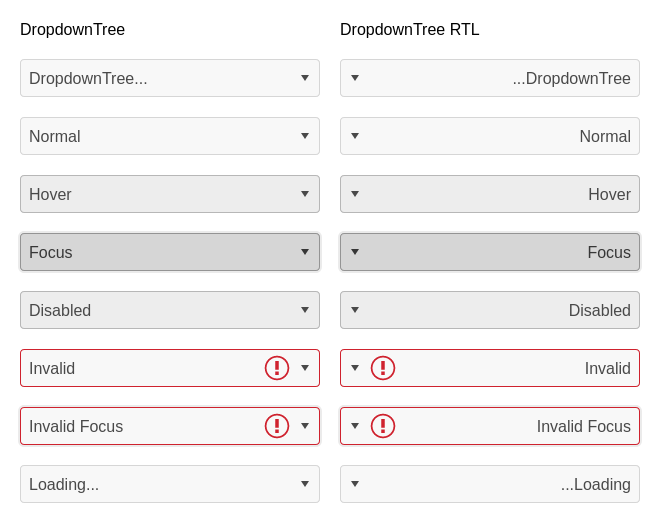 DropdownTree
DropdownTree RTL
DropdownTree...
...DropdownTree
Normal
Normal
Hover
Hover
Focus
Focus
Disabled
Disabled
Invalid
Invalid
Invalid Focus
Invalid Focus
Loading...
...Loading